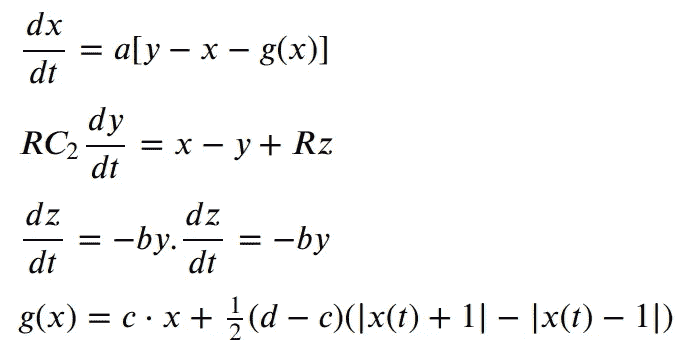 dx/dt = a[y − x − g(x)]
RC₂ dy/dt = x − y + Rz
dz/dt = −by. dz/dt = −by
g(x) = c · x + ½(d − c)(|x(t) + 1| − |x(t) − 1|)